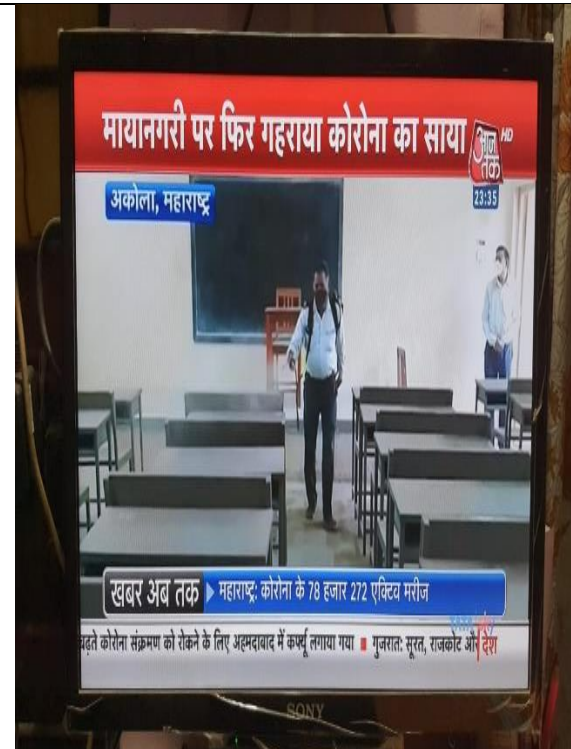 मायानगरी पर फिर गहराया कोरोना का साया
आज तक HD
23:35
अकोला, महाराष्ट्र
खबर अब तक महाराष्ट्र: कोरोना के 78 हजार 272 एक्टिव मरीज
बढ़ते कोरोना संक्रमण को रोकने के लिए अहमदाबाद में कर्फ्यू लगाया गया ■ गुजरात: सूरत, राजकोट और देश
SONY